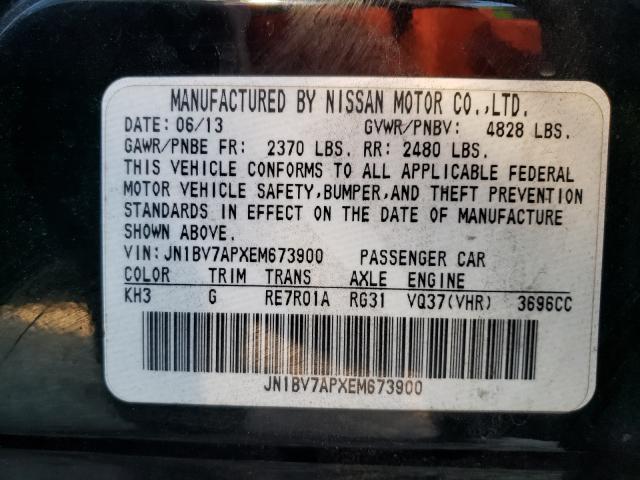 MANUFACTURED BY NISSAN MOTOR CO.,LTD.
DATE: 06/13 GVWR/PNBV: 4828 LBS.
GAWR/PNBE FR: 2370 LBS. RR: 2480 LBS.
THIS VEHICLE CONFORMS TO ALL APPLICABLE FEDERAL
MOTOR VEHICLE SAFETY,BUMPER,AND THEFT PREVENTION
STANDARDS IN EFFECT ON THE DATE OF MANUFACTURE
SHOWN ABOVE.
VIN:JN1BV7APXEM673900 PASSENGER CAR
COLOR TRIM TRANS AXLE ENGINE
KH3 G RE7R01A RG31 VQ37(VHR) 3696CC
JN1BV7APXEM673900